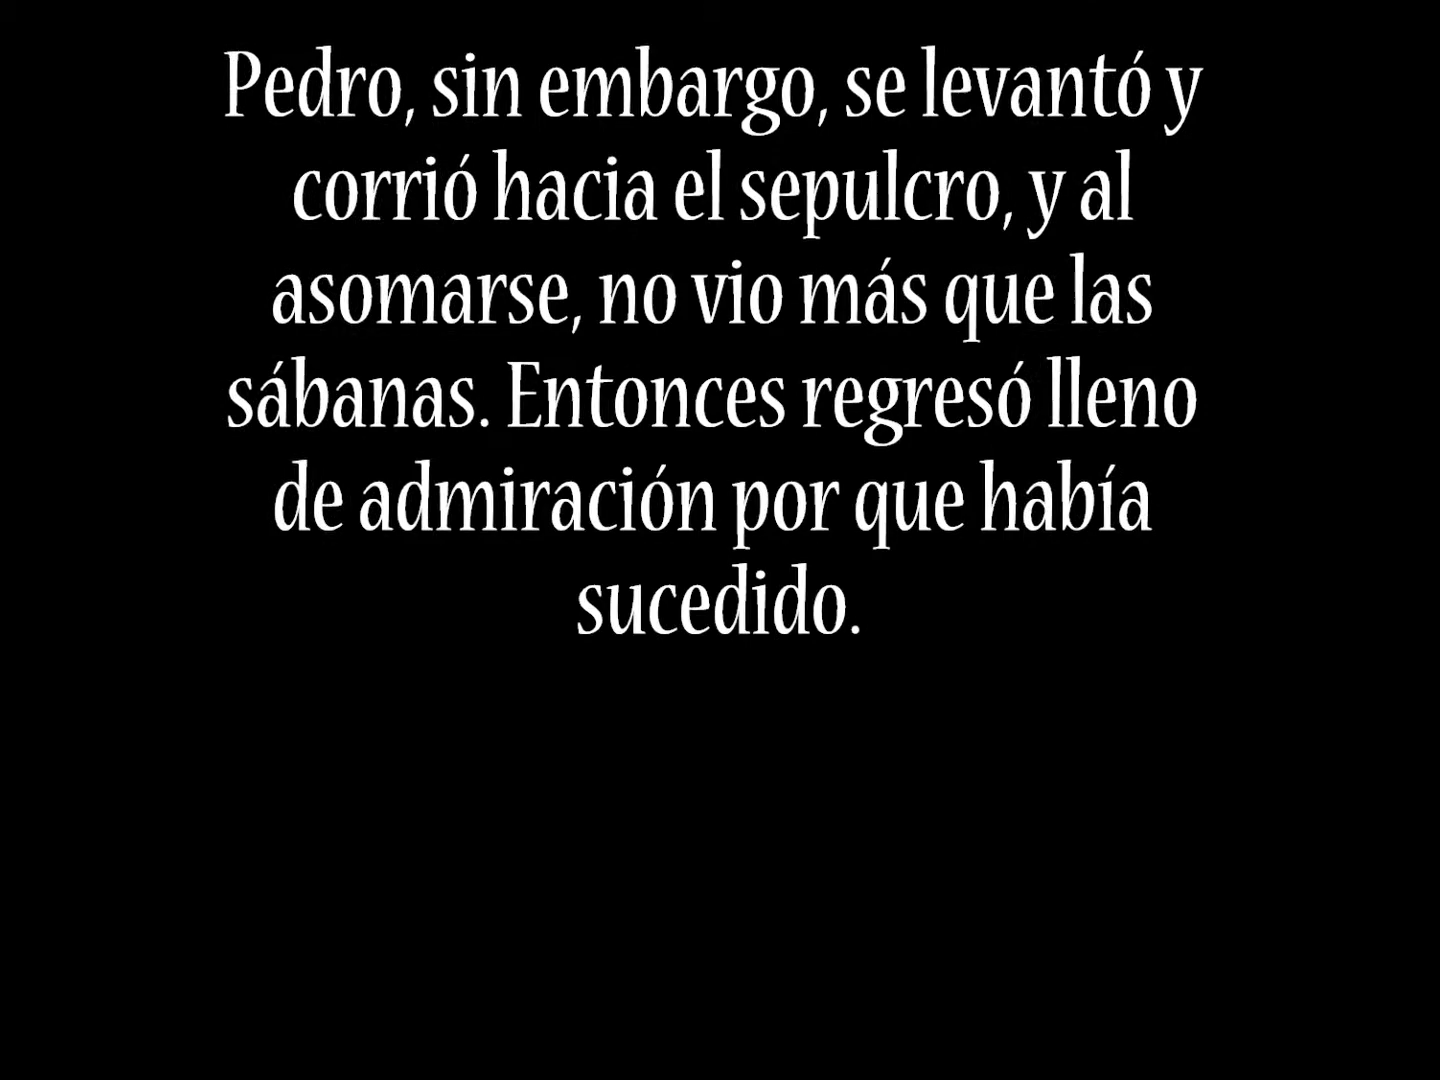 Pedro, sin embargo, se levantó y
corrió hacia el sepulcro, y al
asomarse, no vio más que las
sábanas. Entonces regresó lleno
de admiración por que había
sucedido.